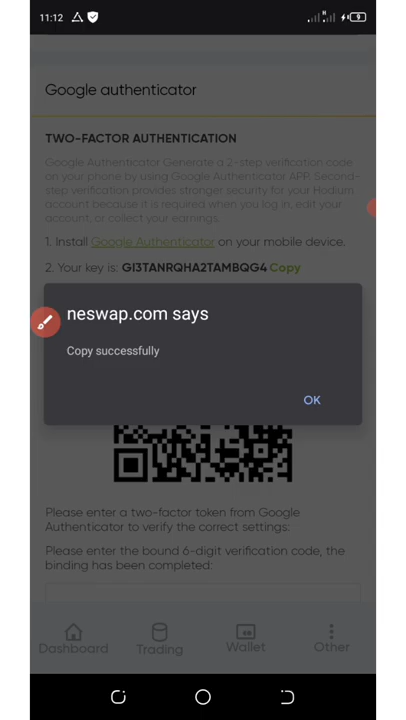 11:12
9
Google authenticator
TWO-FACTOR AUTHENTICATION
Google Authenticator Generate a 2-step verification code
on your phone by using Google Authenticator APP. Second-
step verification provides stronger security for your Hodium
account because it is required when you log in, edit your
account, or collect your earnings.
1. Install Google Authenticator on your mobile device.
2. Your key is: GI3TANRQHA2TAMBQG4 Copy
neswap.com says
Copy successfully
OK
Please enter a two-factor token from Google
Authenticator to verify the correct settings:
Please enter the bound 6-digit verification code, the
binding has been completed:
Dashboard
Trading
Wallet
Other